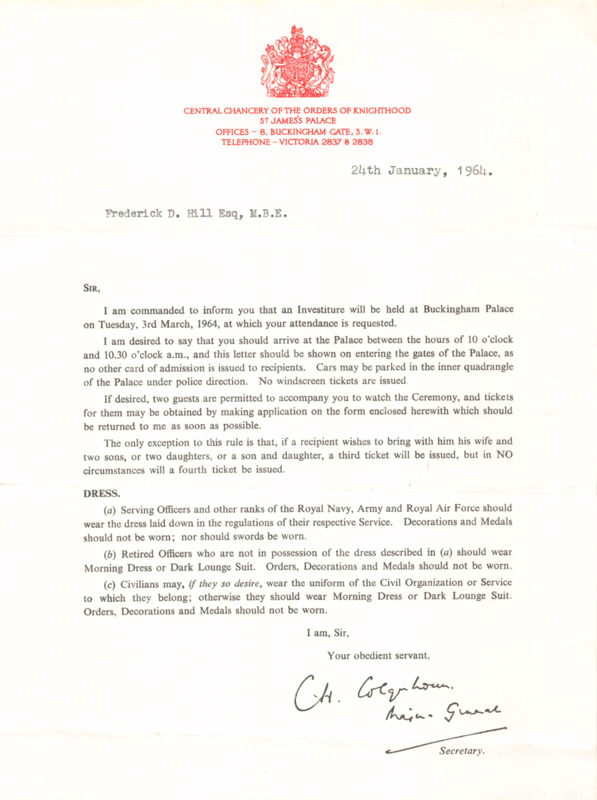 CENTRAL CHANCERY OF THE ORDERS OF KNIGHTHOOD
ST JAMES'S PALACE
OFFICES – 8, BUCKINGHAM GATE, S.W.1.
TELEPHONE – VICTORIA 2837 & 2838
24th January, 1964.
Frederick D. Hill Esq, M.B.E.
SIR,
I am commanded to inform you that an Investiture will be held at Buckingham Palace
on Tuesday, 3rd March, 1964, at which your attendance is requested.
I am desired to say that you should arrive at the Palace between the hours of 10 o'clock
and 10.30 o'clock a.m., and this letter should be shown on entering the gates of the Palace, as
no other card of admission is issued to recipients. Cars may be parked in the inner quadrangle
of the Palace under police direction. No windscreen tickets are issued.
If desired, two guests are permitted to accompany you to watch the Ceremony, and tickets
for them may be obtained by making application on the form enclosed herewith which should
be returned to me as soon as possible.
The only exception to this rule is that, if a recipient wishes to bring with him his wife and
two sons, or two daughters, or a son and daughter, a third ticket will be issued, but in NO
circumstances will a fourth ticket be issued.
DRESS.
(a) Serving Officers and other ranks of the Royal Navy, Army and Royal Air Force should
wear the dress laid down in the regulations of their respective Service. Decorations and Medals
should not be worn; nor should swords be worn.
(b) Retired Officers who are not in possession of the dress described in (a) should wear
Morning Dress or Dark Lounge Suit. Orders, Decorations and Medals should not be worn.
(c) Civilians may, if they so desire, wear the uniform of the Civil Organization or Service
to which they belong; otherwise they should wear Morning Dress or Dark Lounge Suit.
Orders, Decorations and Medals should not be worn.
I am, Sir,
Your obedient servant,
Colquhoun.
Major General
Secretary.